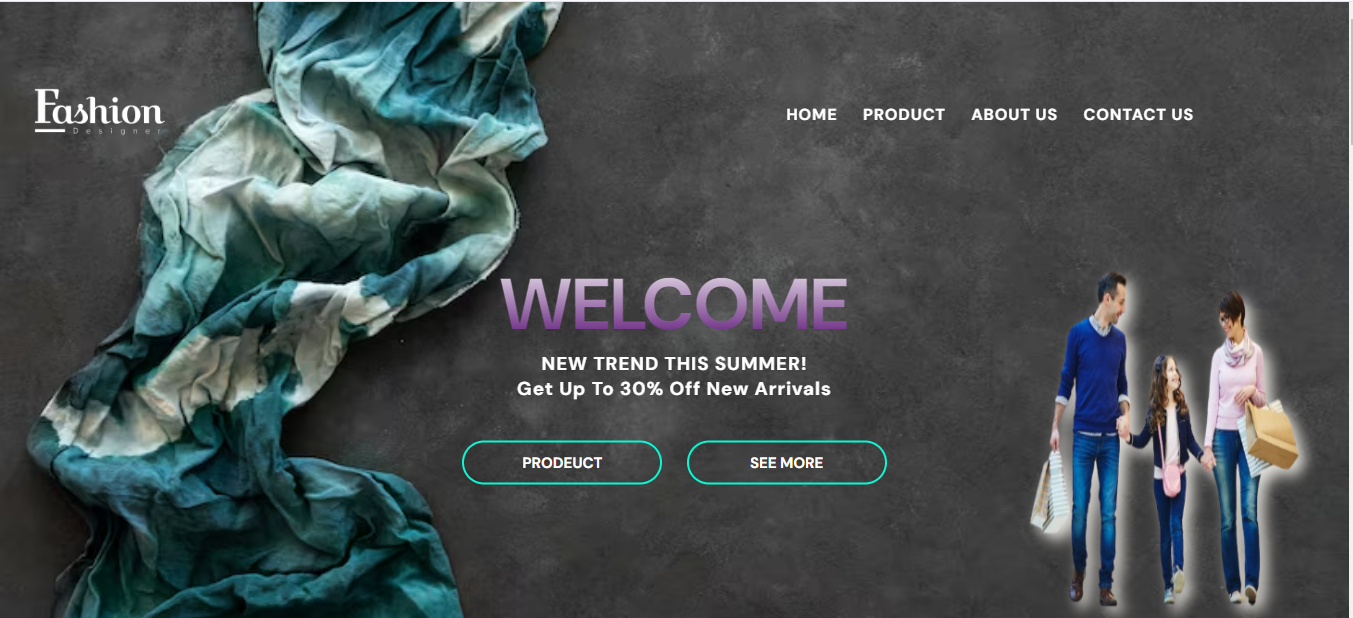 Fashion
Designer
HOME PRODUCT ABOUT US CONTACT US
WELCOME
NEW TREND THIS SUMMER!
Get Up To 30% Off New Arrivals
PRODEUCT SEE MORE